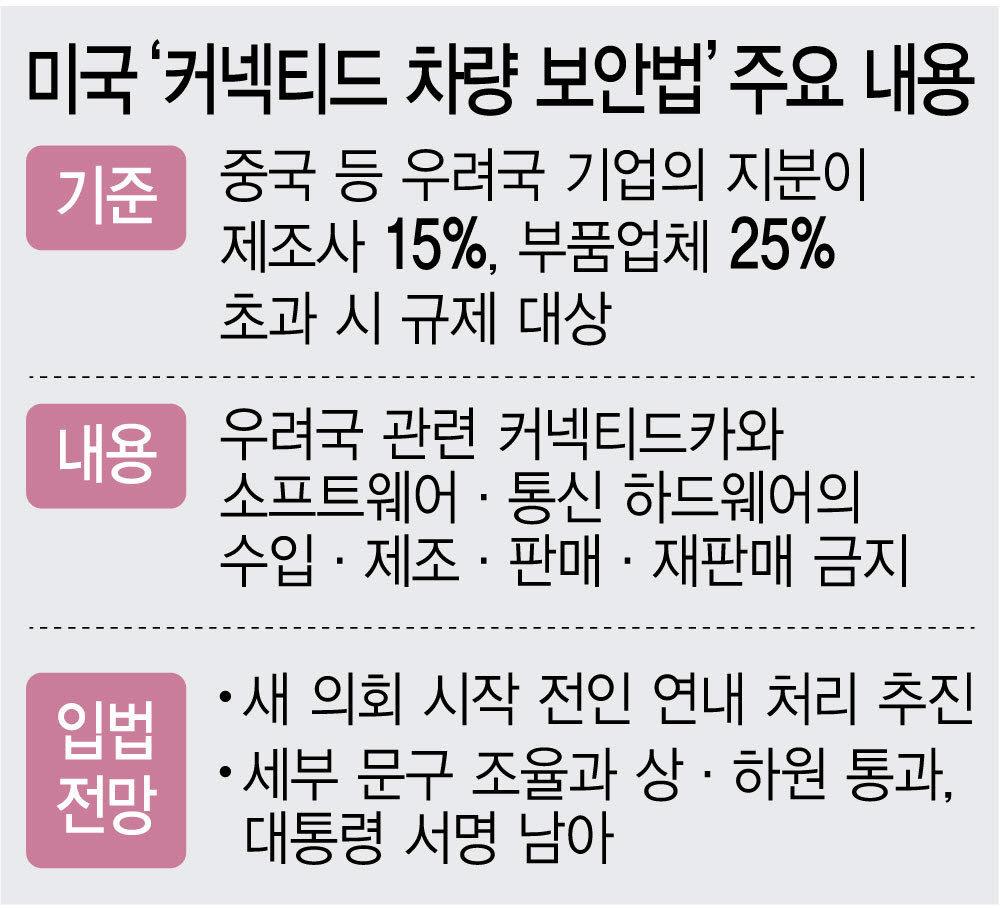 미국 ‘커넥티드 차량 보안법’ 주요 내용
기준
중국 등 우려국 기업의 지분이
제조사 15%, 부품업체 25%
초과 시 규제 대상
내용
우려국 관련 커넥티드카와
소프트웨어 · 통신 하드웨어의
수입 · 제조 · 판매 · 재판매 금지
입법
전망
• 새 의회 시작 전인 연내 처리 추진
• 세부 문구 조율과 상 · 하원 통과,
대통령 서명 남아